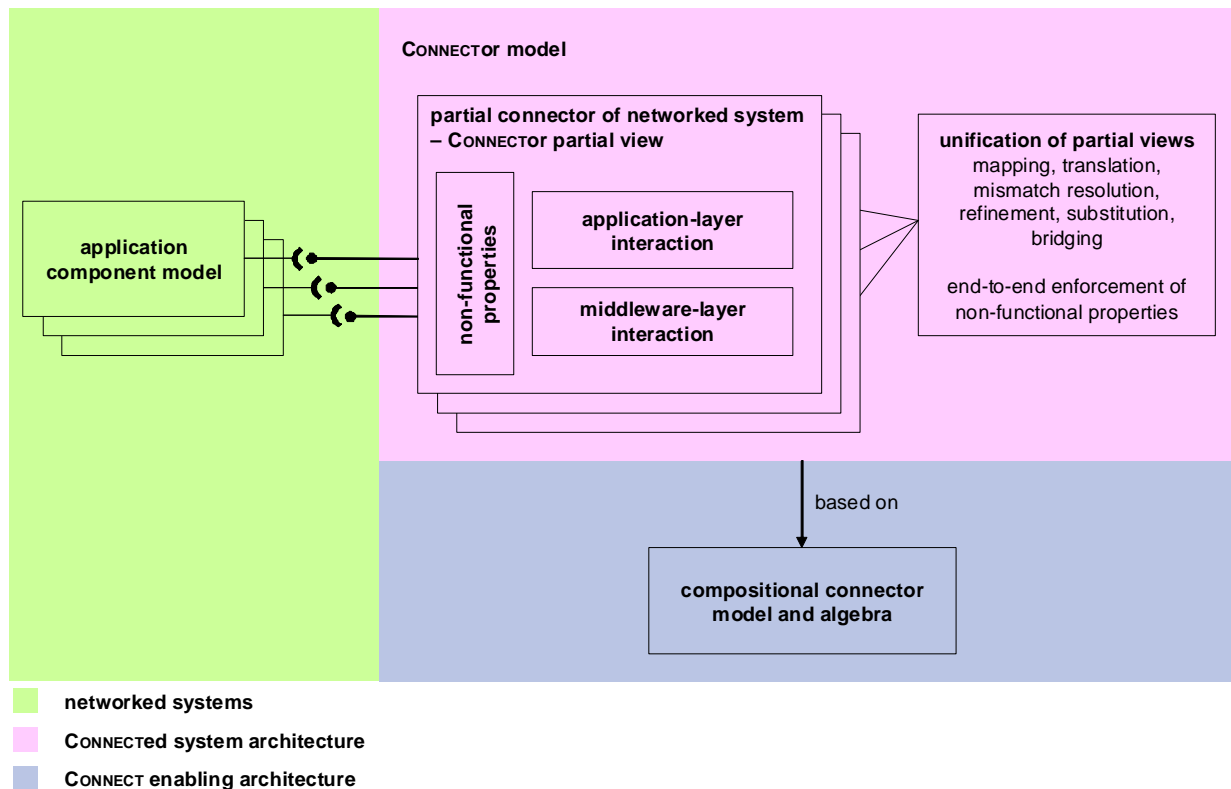 CONNECTor model
partial connector of networked system
– CONNECTor partial view
non-functional
properties
application-layer
interaction
middleware-layer
interaction
application
component model
unification of partial views
mapping, translation,
mismatch resolution,
refinement, substitution,
bridging
end-to-end enforcement of
non-functional properties
based on
compositional connector
model and algebra
networked systems
CONNECTed system architecture
CONNECT enabling architecture